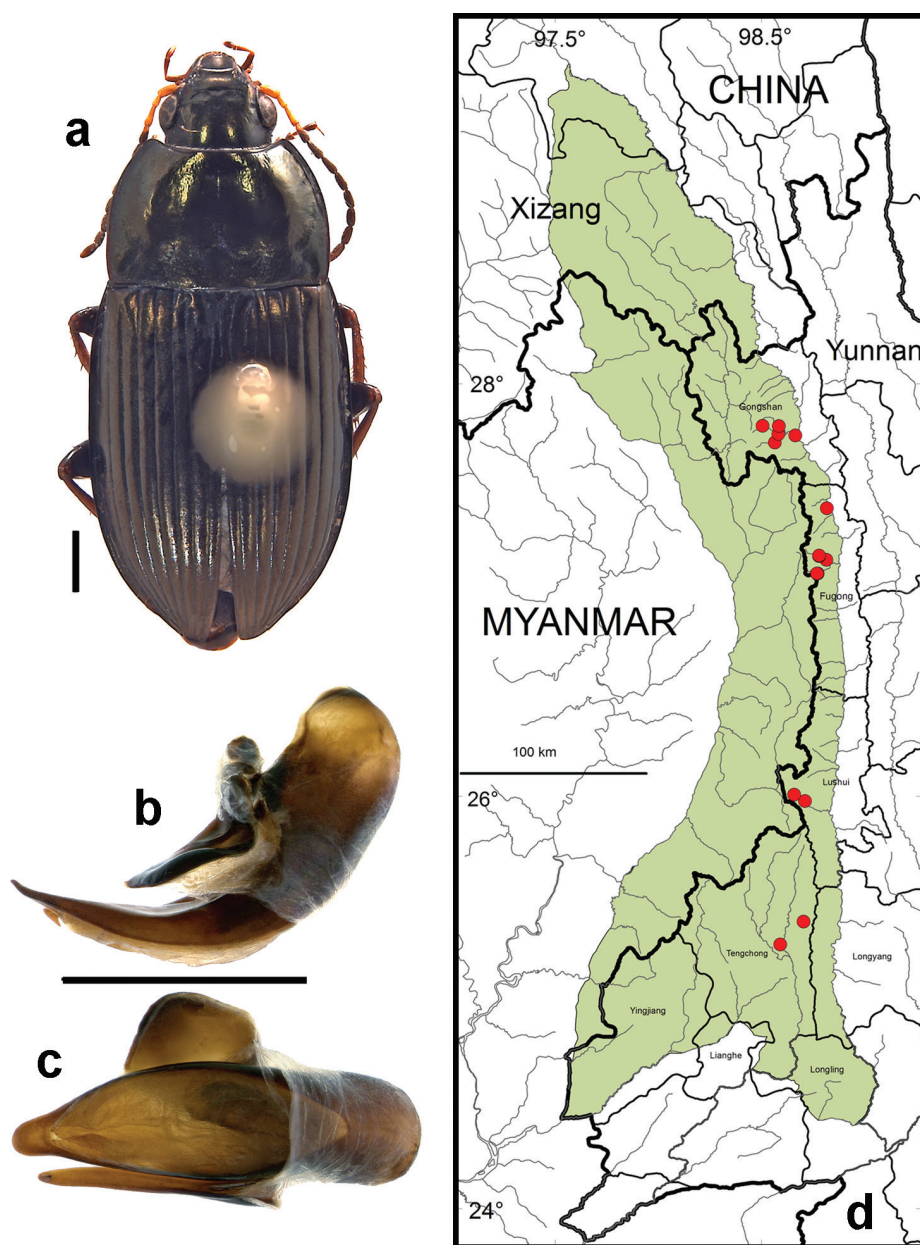 a
b
c
97.5°
98.5°
CHINA
Xizang
Yunnan
28°
Gongshan
Fugong
MYANMAR
100 km
Lushui
26°
Tengchong
Longyang
Yingjiang
Lianghe
Longling
24°
d